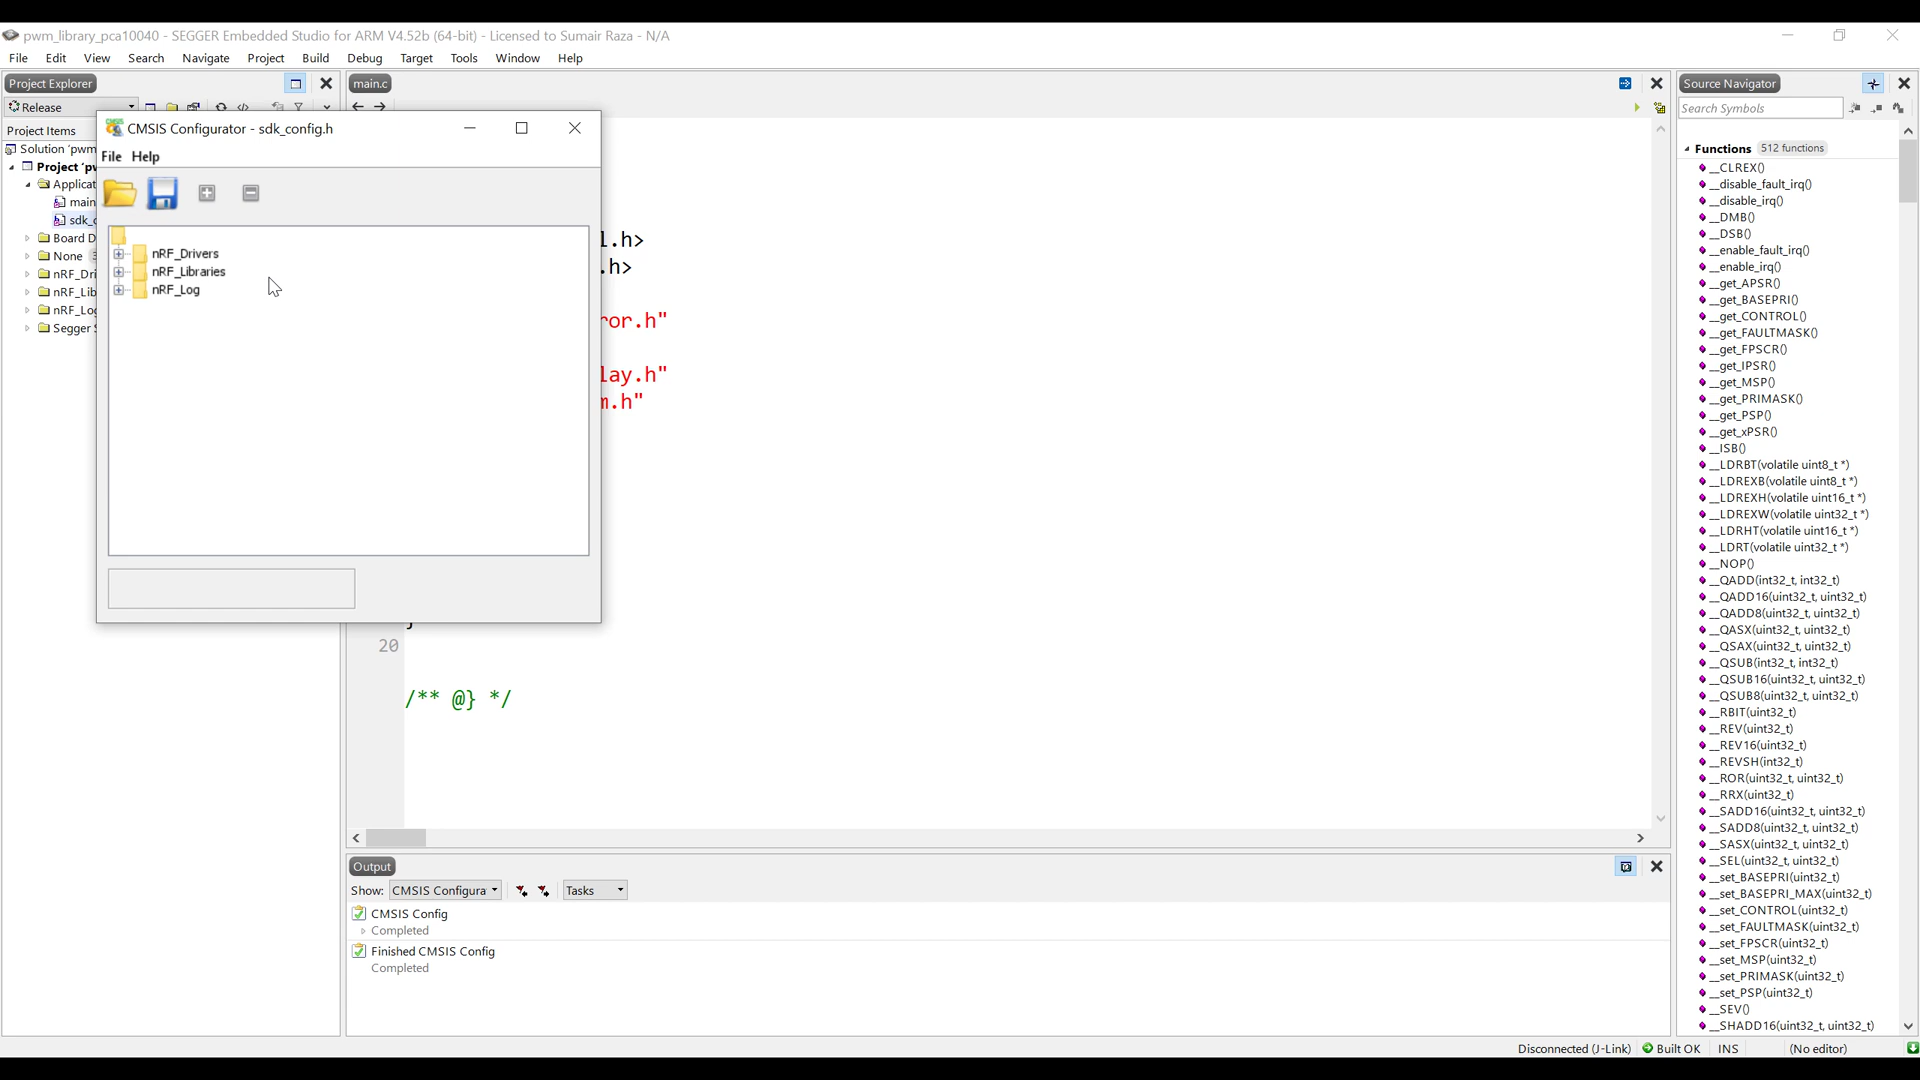 pwm_library_pca10040 - SEGGER Embedded Studio for ARM V4.52b (64-bit) - Licensed to Sumair Raza - N/A
File Edit View Search Navigate Project Build Debug Target Tools Window Help
Project Explorer
Release
Project Items
Solution 'pwm
Project 'pw
Applicat
main
sdk_c
Board D
None 3
nRF_Dri
nRF_Lib
nRF_Log
Segger S
CMSIS Configurator - sdk_config.h
File Help
nRF_Drivers
nRF_Libraries
nRF_Log
main.c
l.h>
.h>
ror.h"
lay.h"
m.h"
}
20
/** @} */
Output
Show: CMSIS Configura Tasks
CMSIS Config
Completed
Finished CMSIS Config
Completed
Source Navigator
Search Symbols
Functions 512 functions
__CLREX()
__disable_fault_irq()
__disable_irq()
__DMB()
__DSB()
__enable_fault_irq()
__enable_irq()
__get_APSR()
__get_BASEPRI()
__get_CONTROL()
__get_FAULTMASK()
__get_FPSCR()
__get_IPSR()
__get_MSP()
__get_PRIMASK()
__get_PSP()
__get_xPSR()
__ISB()
__LDRBT(volatile uint8_t *)
__LDREXB(volatile uint8_t *)
__LDREXH(volatile uint16_t *)
__LDREXW(volatile uint32_t *)
__LDRHT(volatile uint16_t *)
__LDRT(volatile uint32_t *)
__NOP()
__QADD(int32_t, int32_t)
__QADD16(uint32_t, uint32_t)
__QADD8(uint32_t, uint32_t)
__QASX(uint32_t, uint32_t)
__QSAX(uint32_t, uint32_t)
__QSUB(int32_t, int32_t)
__QSUB16(uint32_t, uint32_t)
__QSUB8(uint32_t, uint32_t)
__RBIT(uint32_t)
__REV(uint32_t)
__REV16(uint32_t)
__REVSH(int32_t)
__ROR(uint32_t, uint32_t)
__RRX(uint32_t)
__SADD16(uint32_t, uint32_t)
__SADD8(uint32_t, uint32_t)
__SASX(uint32_t, uint32_t)
__SEL(uint32_t, uint32_t)
__set_BASEPRI(uint32_t)
__set_BASEPRI_MAX(uint32_t)
__set_CONTROL(uint32_t)
__set_FAULTMASK(uint32_t)
__set_FPSCR(uint32_t)
__set_MSP(uint32_t)
__set_PRIMASK(uint32_t)
__set_PSP(uint32_t)
__SEV()
__SHADD16(uint32_t, uint32_t)
Disconnected (J-Link) Built OK INS (No editor)